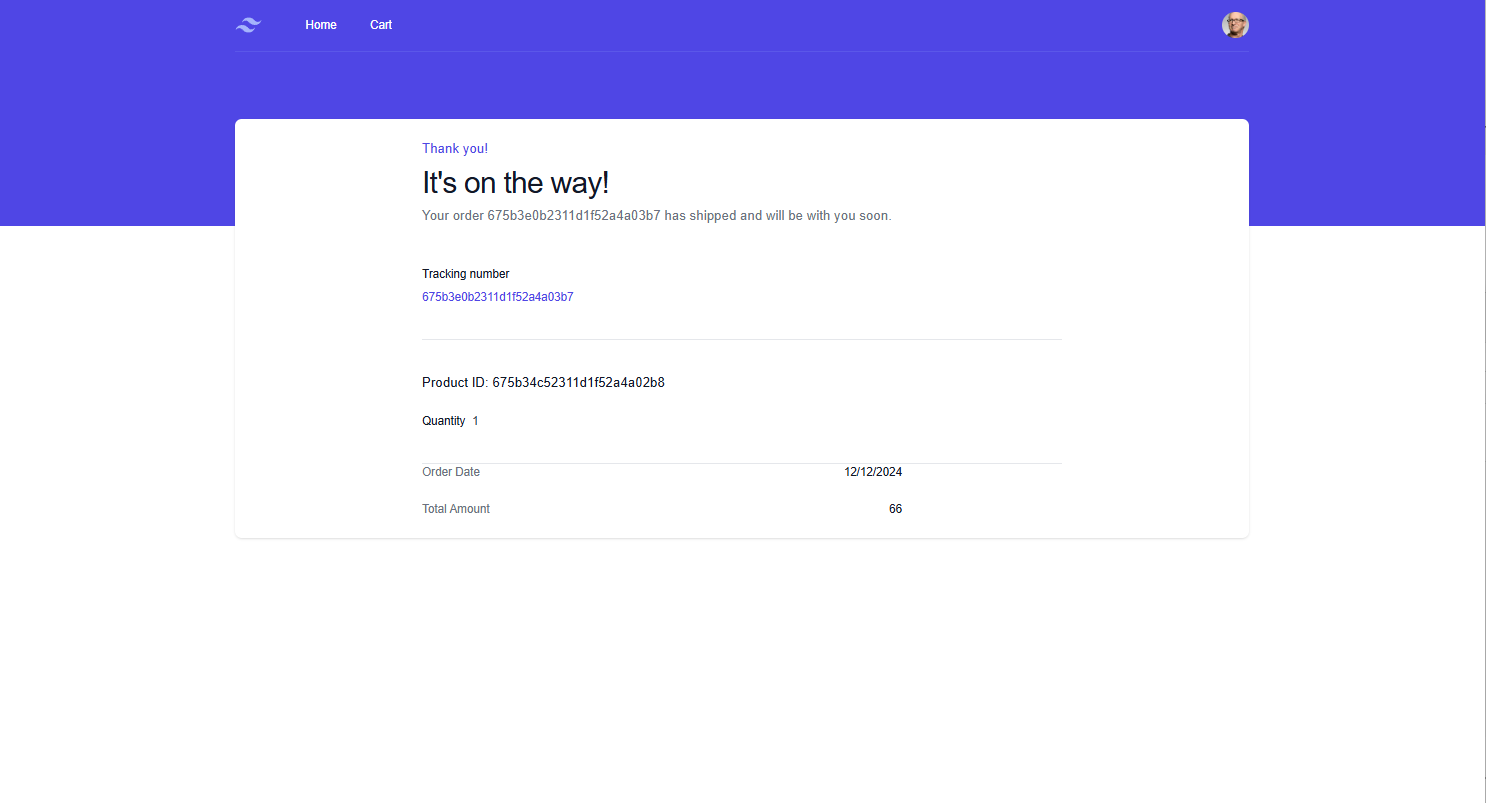 Home Cart
Thank you!
It's on the way!
Your order 675b3e0b2311d1f52a4a03b7 has shipped and will be with you soon.
Tracking number
675b3e0b2311d1f52a4a03b7
Product ID: 675b34c52311d1f52a4a02b8
Quantity 1
Order Date 12/12/2024
Total Amount 66